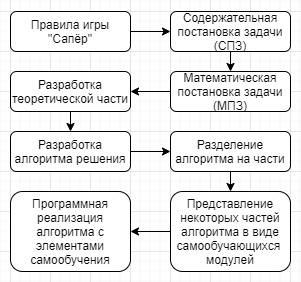 Правила игры
"Сапёр"
Содержательная
постановка задачи
(СПЗ)
Математическая
постановка задачи
(МПЗ)
Разработка
теоретической части
Разработка
алгоритма решения
Разделение
алгоритма на части
Представление
некоторых частей
алгоритма в виде
самообучающихся
модулей
Программная
реализация
алгоритма с
элементами
самообучения